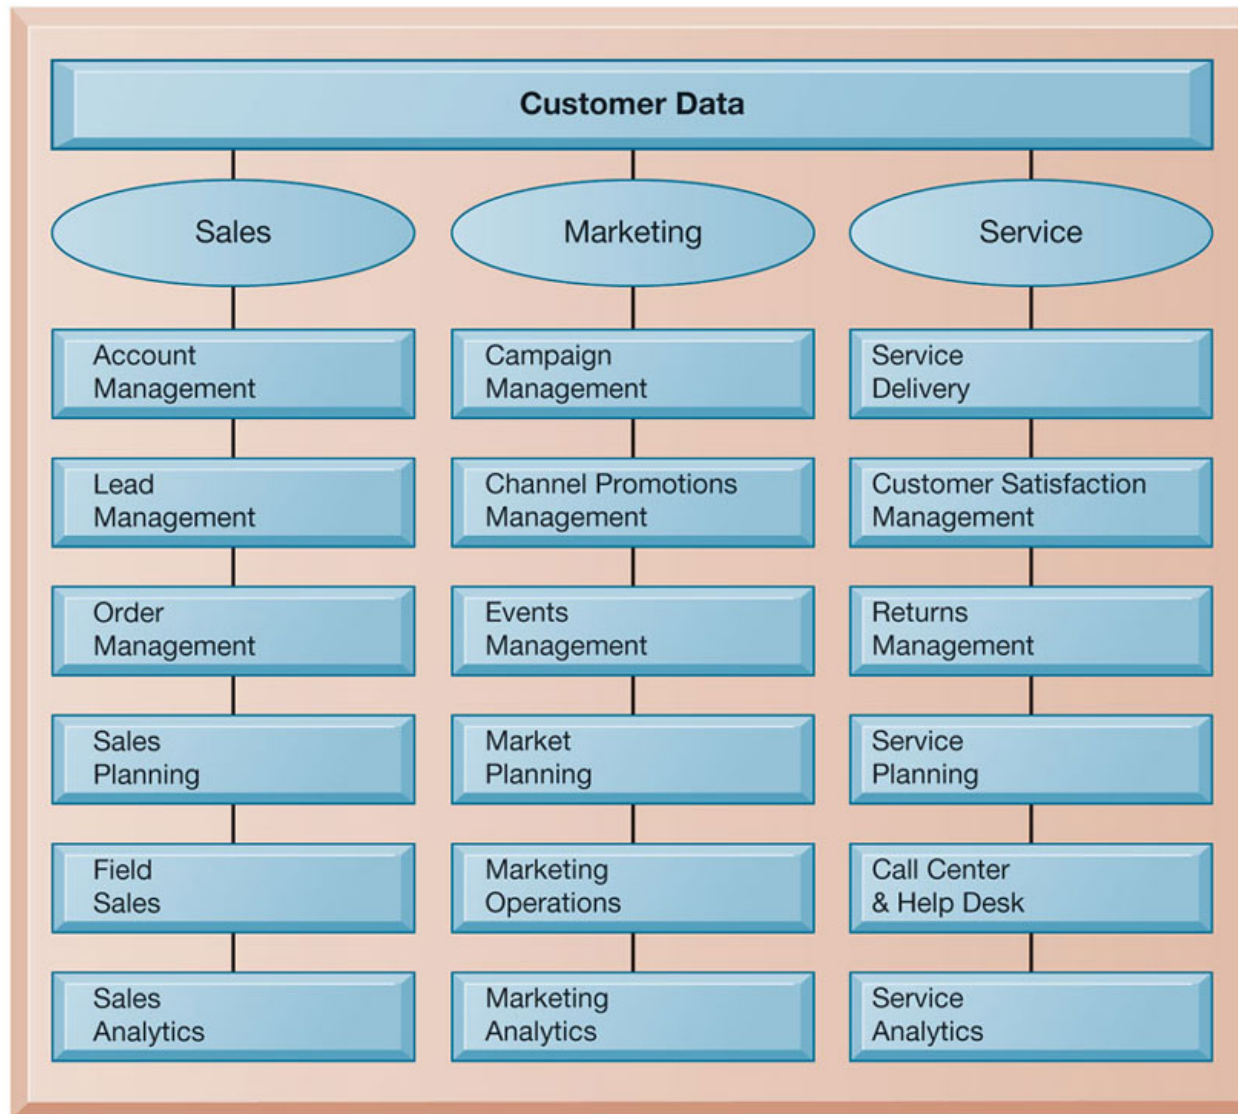 Customer Data
Sales
Marketing
Service
Account
Management
Campaign
Management
Service
Delivery
Lead
Management
Channel Promotions
Management
Customer Satisfaction
Management
Order
Management
Events
Management
Returns
Management
Sales
Planning
Market
Planning
Service
Planning
Field
Sales
Marketing
Operations
Call Center
& Help Desk
Sales
Analytics
Marketing
Analytics
Service
Analytics